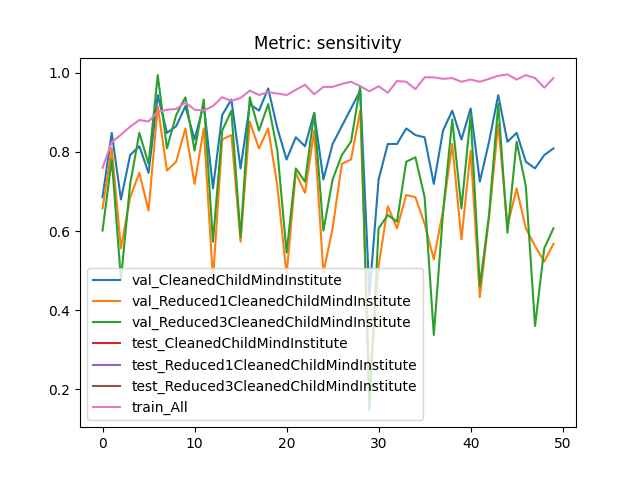 Metric: sensitivity
1.0
0.8
0.6
0.4
0.2
val_CleanedChildMindInstitute
val_Reduced1CleanedChildMindInstitute
val_Reduced3CleanedChildMindInstitute
test_CleanedChildMindInstitute
test_Reduced1CleanedChildMindInstitute
test_Reduced3CleanedChildMindInstitute
train_All
0 10 20 30 40 50